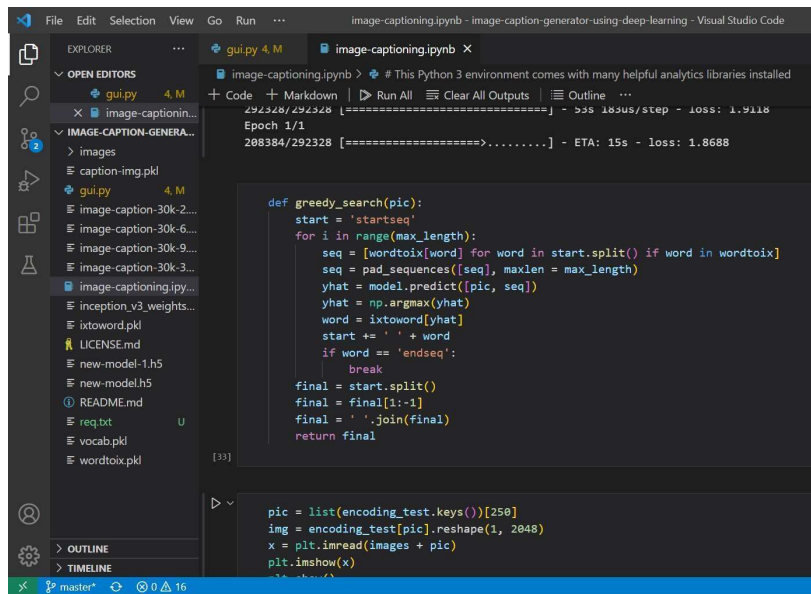 File Edit Selection View Go Run ··· image-captioning.ipynb - image-caption-generator-using-deep-learning - Visual Studio Code
EXPLORER ···
OPEN EDITORS
gui.py 4, M
image-captionin...
IMAGE-CAPTION-GENERA...
images
caption-img.pkl
gui.py 4, M
image-caption-30k-2....
image-caption-30k-6....
image-caption-30k-9....
image-caption-30k-3...
image-captioning.ipy...
inception_v3_weights...
ixtoword.pkl
LICENSE.md
new-model-1.h5
new-model.h5
README.md
req.txt U
vocab.pkl
wordtoix.pkl
OUTLINE
TIMELINE
2
gui.py 4, M image-captioning.ipynb
image-captioning.ipynb > # This Python 3 environment comes with many helpful analytics libraries installed
+ Code + Markdown | Run All Clear All Outputs | Outline ···
292328/292328 [==============================] - 53s 183us/step - loss: 1.9118
Epoch 1/1
208384/292328 [====================>.........] - ETA: 15s - loss: 1.8688
def greedy_search(pic):
start = 'startseq'
for i in range(max_length):
seq = [wordtoix[word] for word in start.split() if word in wordtoix]
seq = pad_sequences([seq], maxlen = max_length)
yhat = model.predict([pic, seq])
yhat = np.argmax(yhat)
word = ixtoword[yhat]
start += ' ' + word
if word == 'endseq':
break
final = start.split()
final = final[1:-1]
final = ' '.join(final)
return final
[33]
pic = list(encoding_test.keys())[250]
img = encoding_test[pic].reshape(1, 2048)
x = plt.imread(images + pic)
plt.imshow(x)
master* 0 16